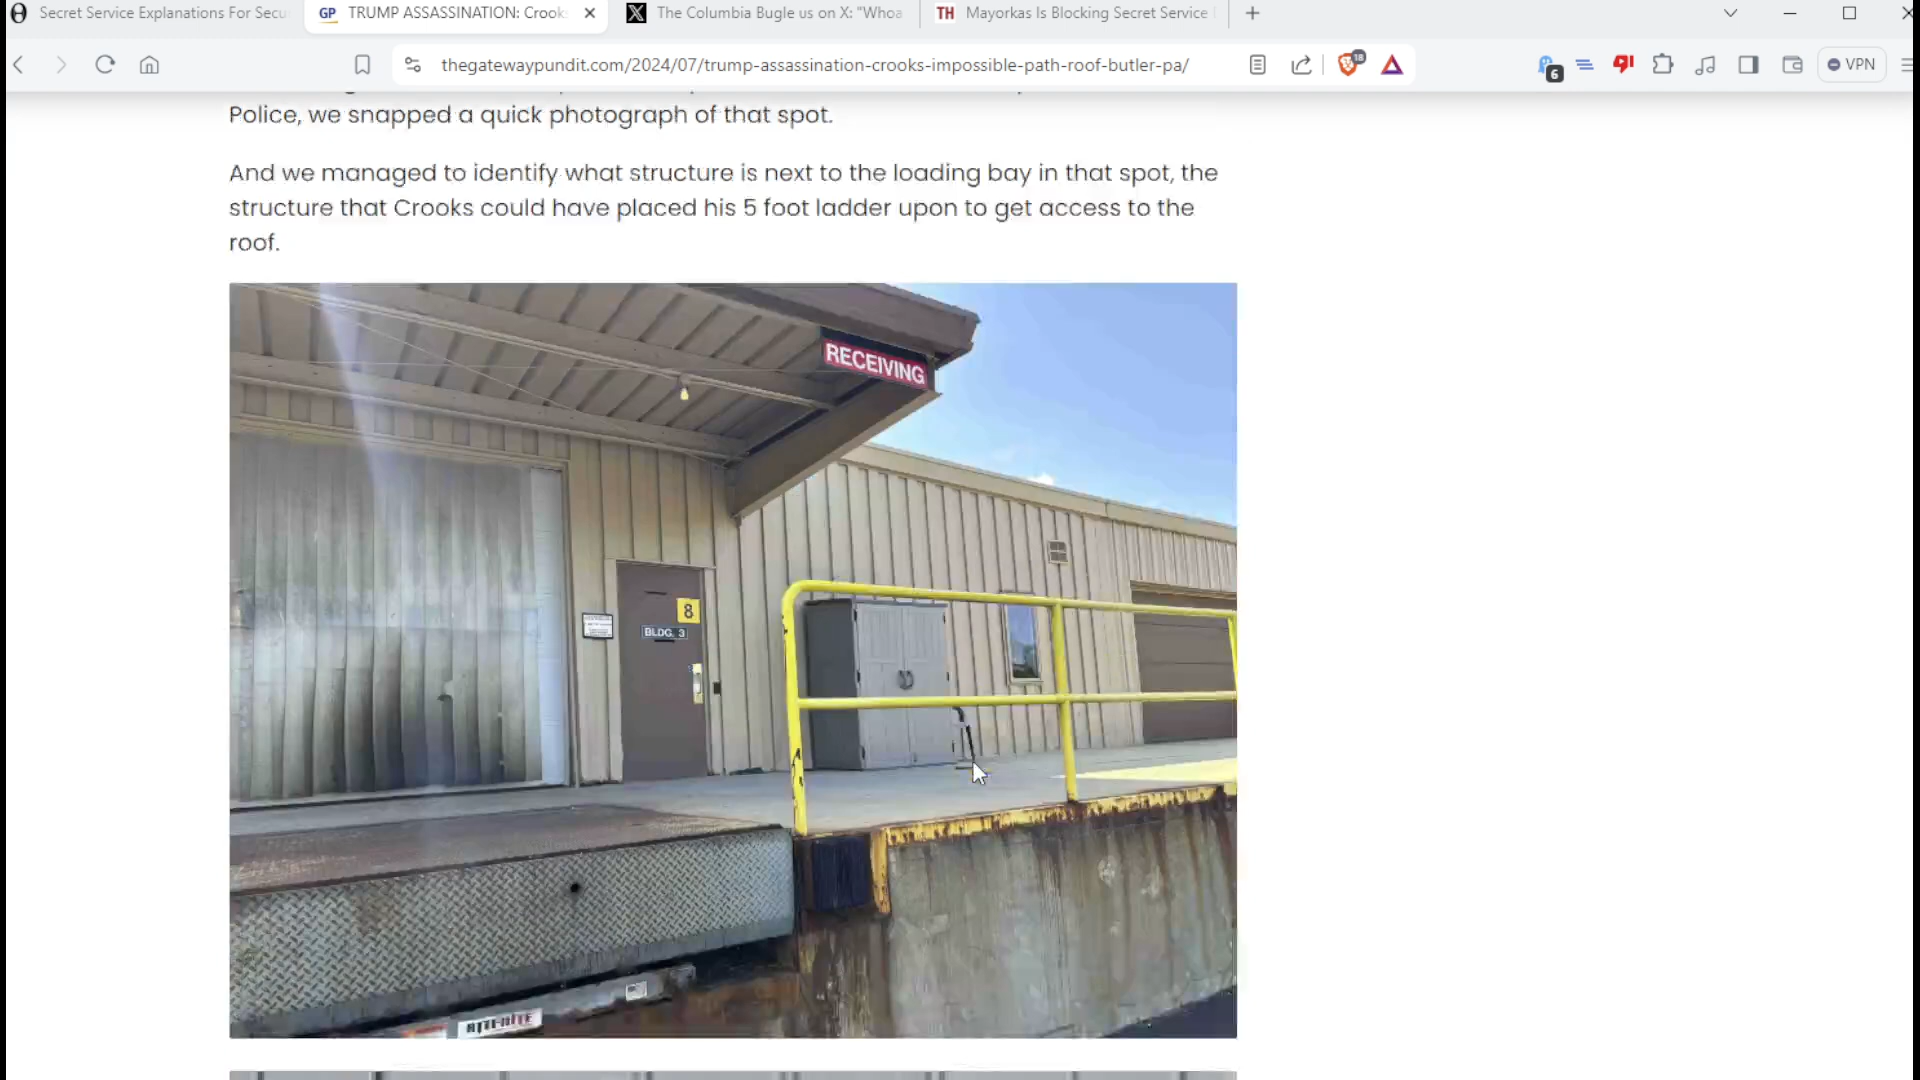 Secret Service Explanations For Secu
GP TRUMP ASSASSINATION: Crook
The Columbia Bugle us on X: "Whoa
TH Mayorkas Is Blocking Secret Service
thegatewaypundit.com/2024/07/trump-assassination-crooks-impossible-path-roof-butler-pa/
18
6
VPN
Police, we snapped a quick photograph of that spot.
And we managed to identify what structure is next to the loading bay in that spot, the
structure that Crooks could have placed his 5 foot ladder upon to get access to the
roof.
RECEIVING
8
BLDG. 3